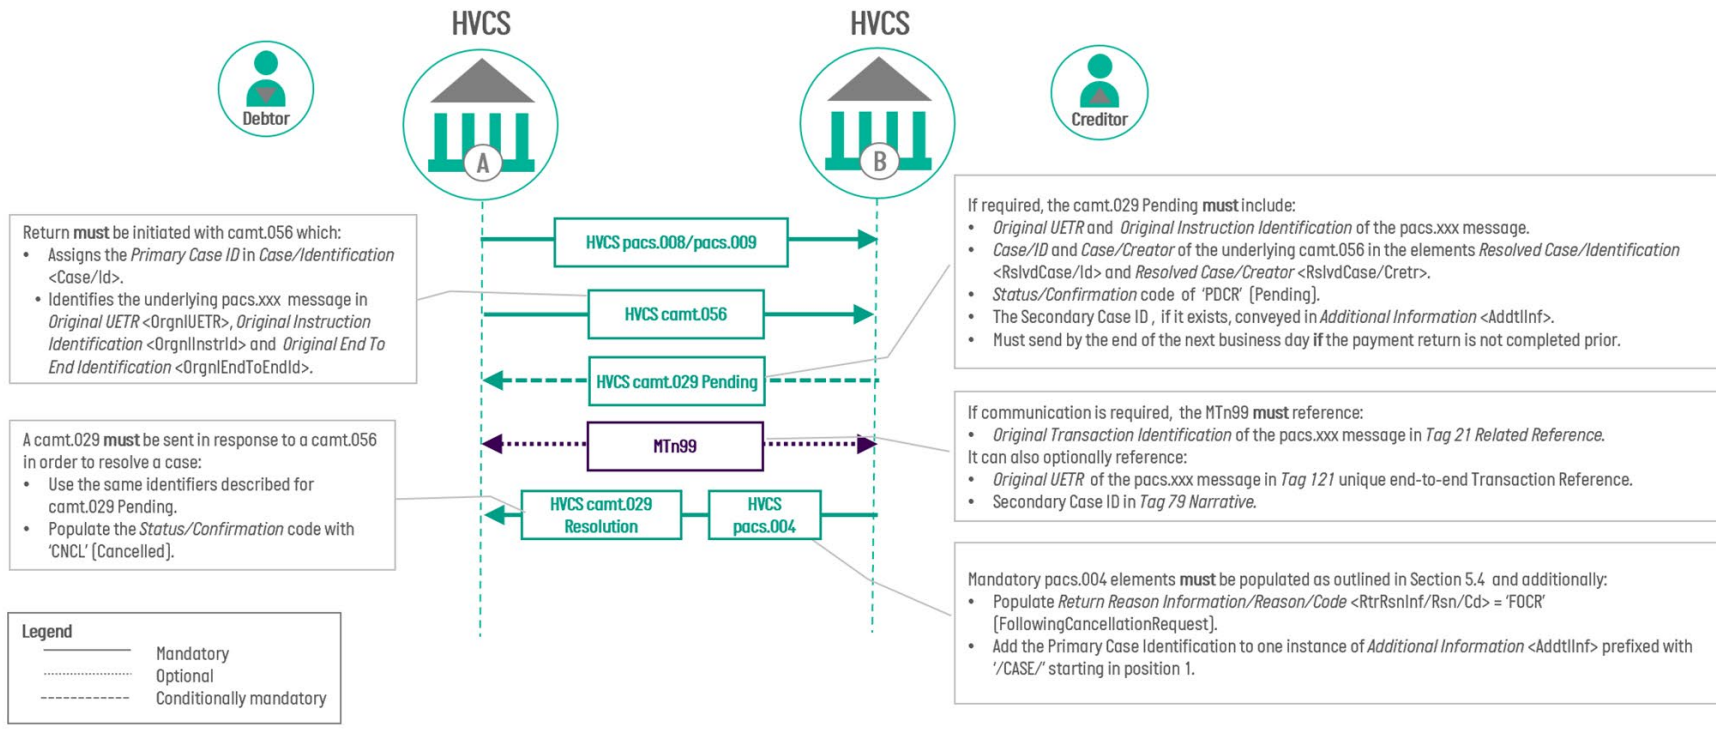 HVCS
HVCS
Debtor
Creditor
A
B
Return must be initiated with camt.056 which:
• Assigns the Primary Case ID in Case/Identification
<Case/Id>.
• Identifies the underlying pacs.xxx message in
Original UETR <OrgnlUETR>, Original Instruction
Identification <OrgnlInstrId> and Original End To
End Identification <OrgnlEndToEndId>.
A camt.029 must be sent in response to a camt.056
in order to resolve a case:
• Use the same identifiers described for
camt.029 Pending.
• Populate the Status/Confirmation code with
'CNCL' (Cancelled).
Legend
Mandatory
Optional
Conditionally mandatory
HVCS pacs.008/pacs.009
HVCS camt.056
HVCS camt.029 Pending
MTn99
HVCS camt.029
Resolution
HVCS
pacs.004
If required, the camt.029 Pending must include:
• Original UETR and Original Instruction Identification of the pacs.xxx message.
• Case/ID and Case/Creator of the underlying camt.056 in the elements Resolved Case/Identification
<RslvdCase/Id> and Resolved Case/Creator <RslvdCase/Cretr>.
• Status/Confirmation code of 'PDCR' (Pending).
• The Secondary Case ID , if it exists, conveyed in Additional Information <AddtlInf>.
• Must send by the end of the next business day if the payment return is not completed prior.
If communication is required, the MTn99 must reference:
• Original Transaction Identification of the pacs.xxx message in Tag 21 Related Reference.
It can also optionally reference:
• Original UETR of the pacs.xxx message in Tag 121 unique end-to-end Transaction Reference.
• Secondary Case ID in Tag 79 Narrative.
Mandatory pacs.004 elements must be populated as outlined in Section 5.4 and additionally:
• Populate Return Reason Information/Reason/Code <RtrRsnInf/Rsn/Cd> = 'FOCR'
(FollowingCancellationRequest).
• Add the Primary Case Identification to one instance of Additional Information <AddtlInf> prefixed with
'/CASE/' starting in position 1.